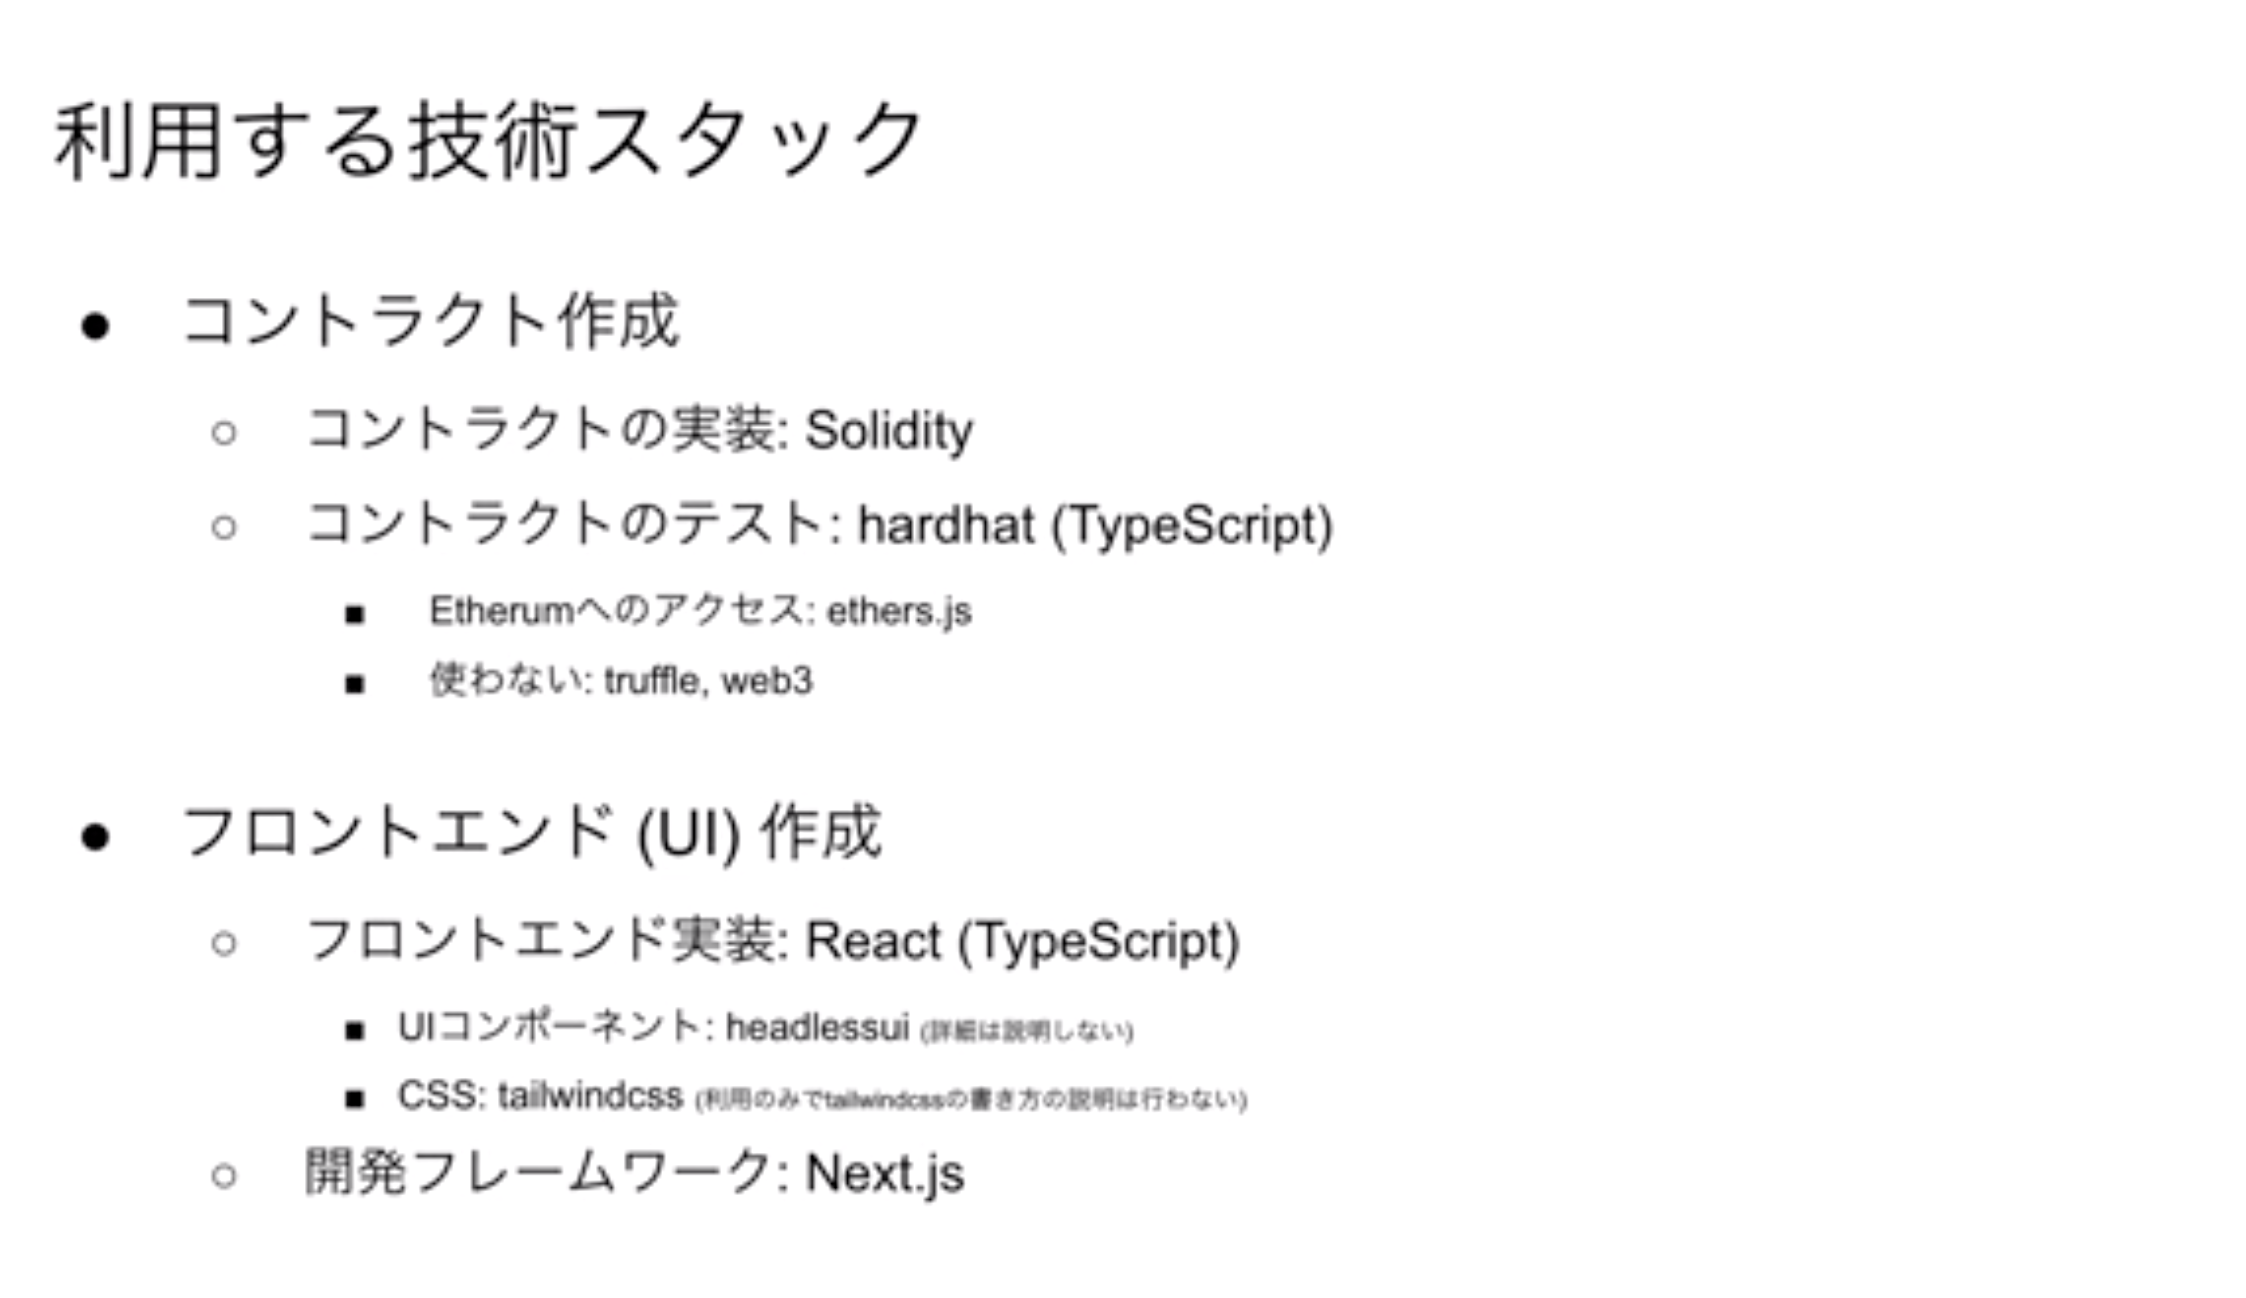 利用する技術スタック
● コントラクト作成
○ コントラクトの実装: Solidity
○ コントラクトのテスト: hardhat (TypeScript)
■ Etherumへのアクセス: ethers.js
■ 使わない: truffle, web3
● フロントエンド (UI) 作成
○ フロントエンド実装: React (TypeScript)
■ UIコンポーネント: headlessui (詳細は説明しない)
■ CSS: tailwindcss (利用のみでtailwindcssの書き方の説明は行わない)
○ 開発フレームワーク: Next.js